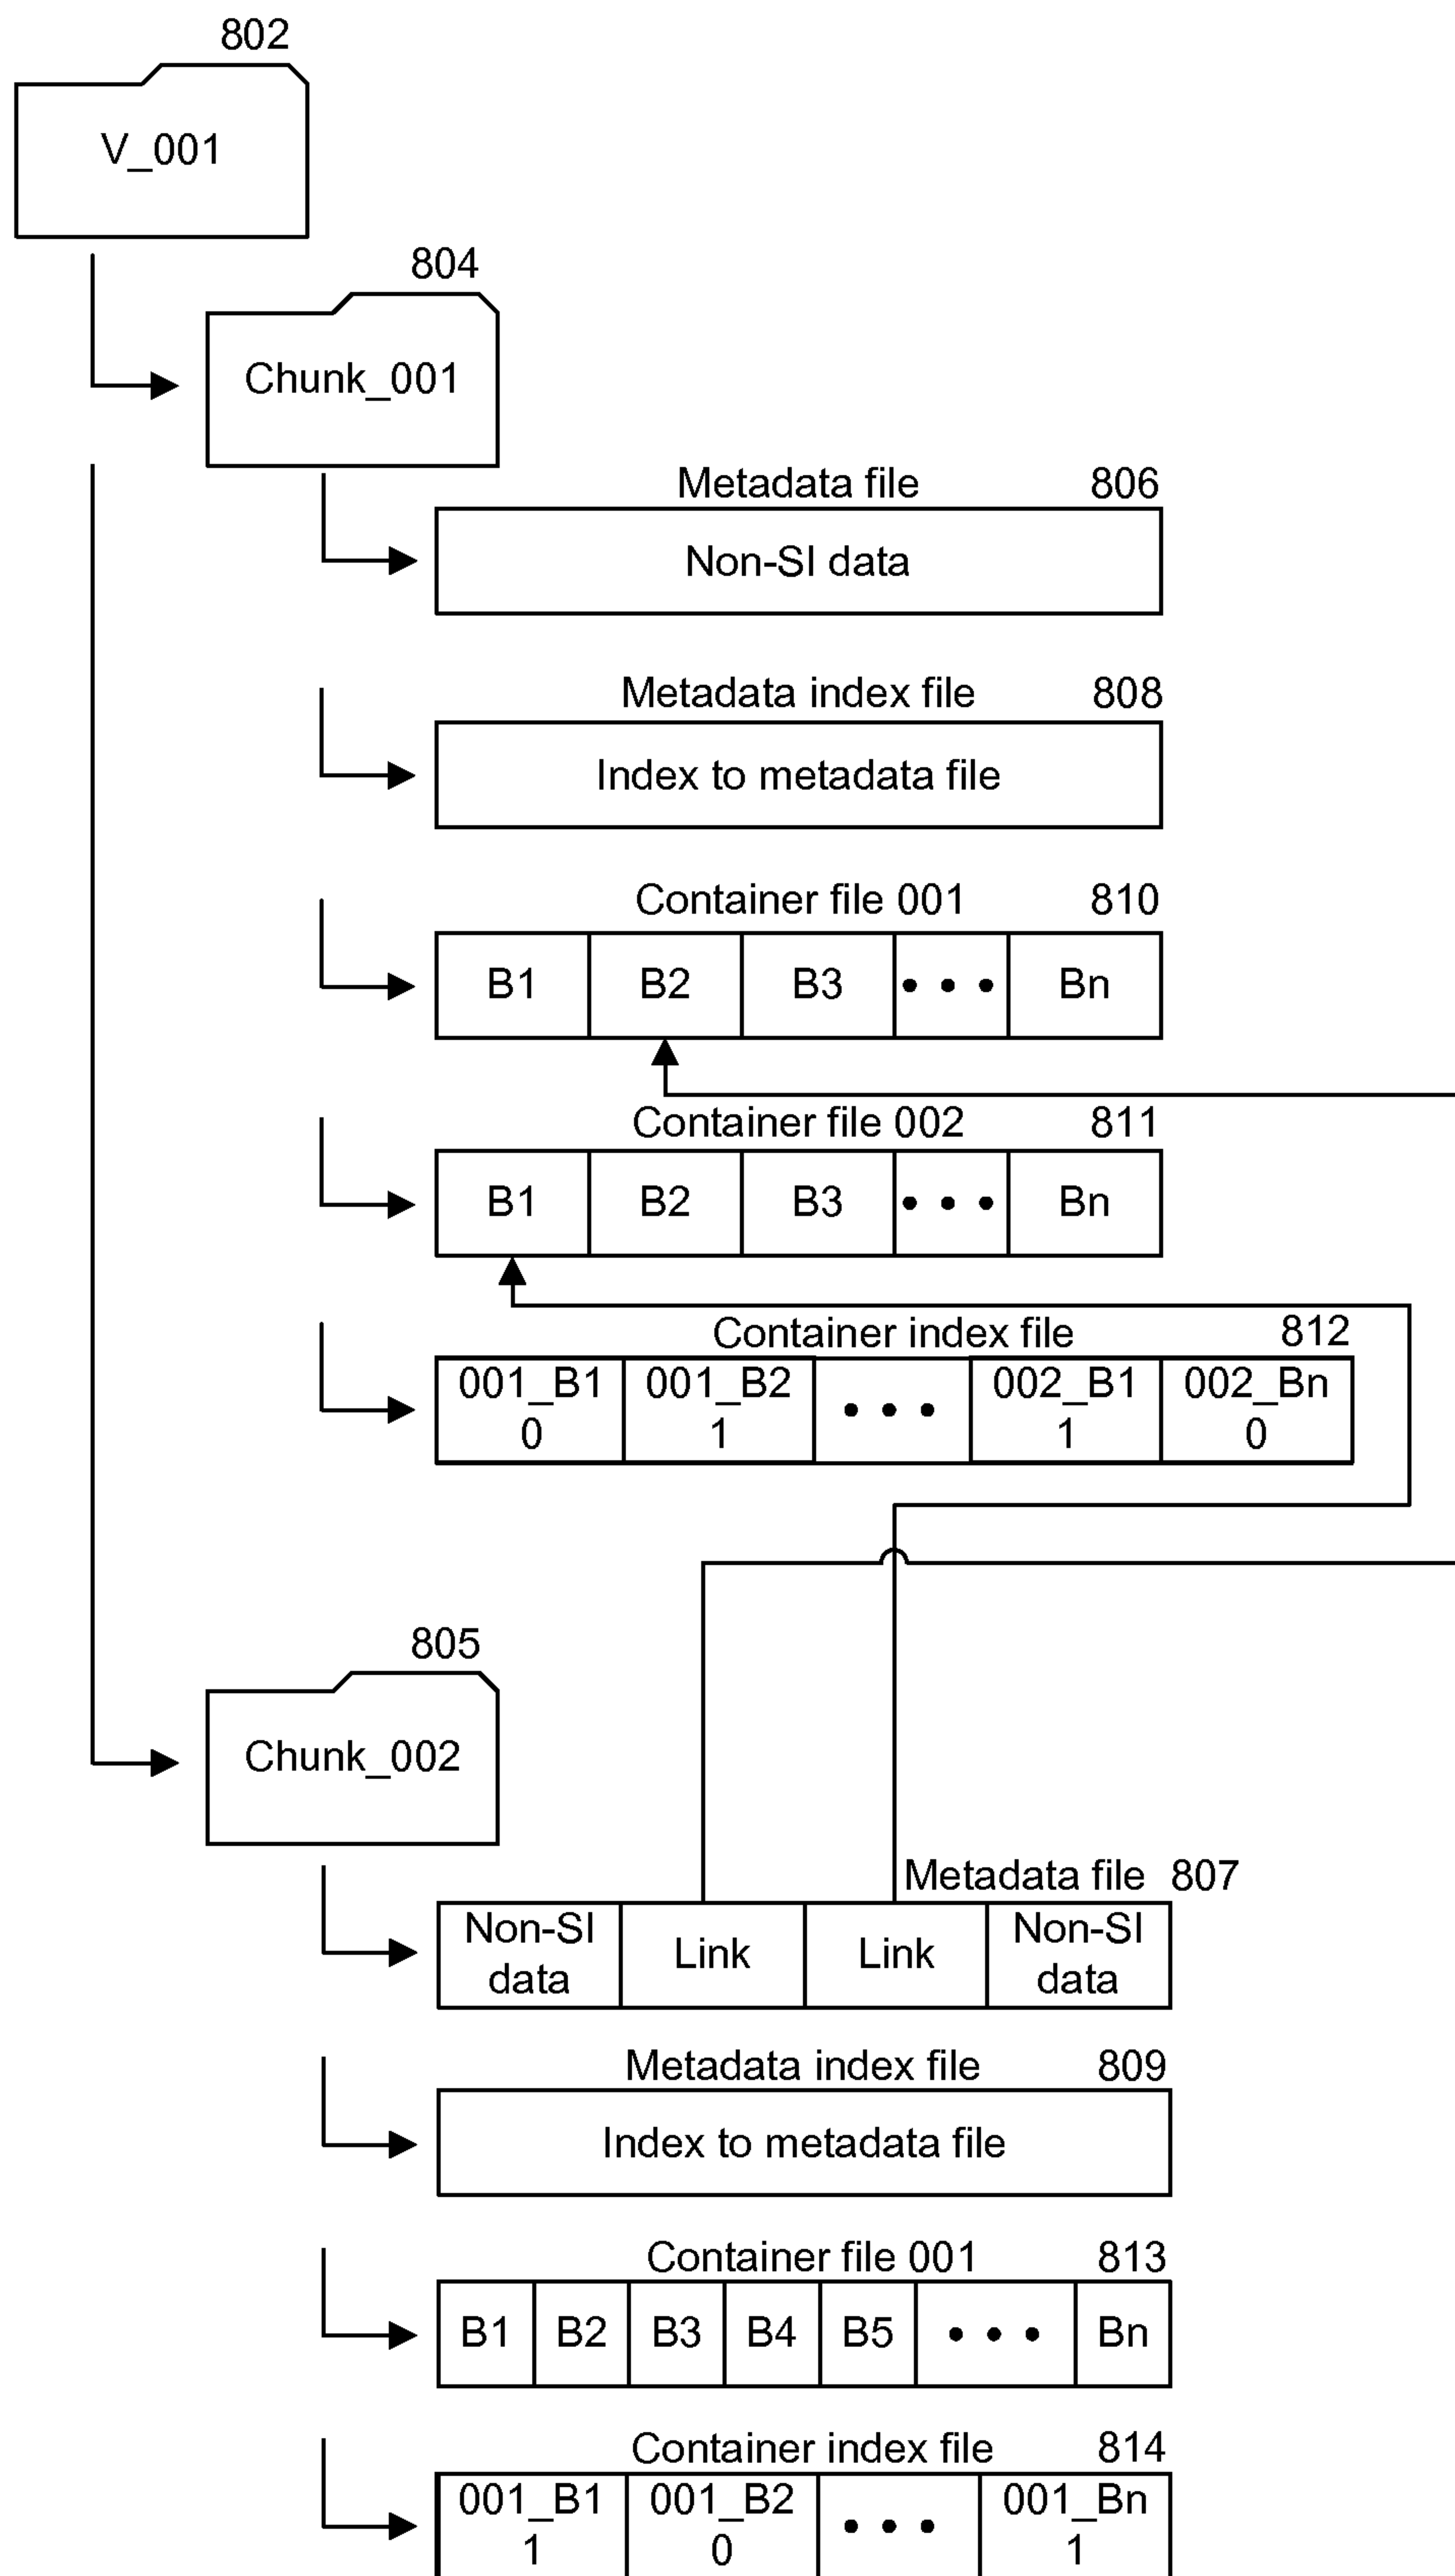 802
V_001
804
Chunk_001
Metadata file 806
Non-SI data
Metadata index file 808
Index to metadata file
Container file 001 810
B1 B2 B3 • • • Bn
Container file 002 811
B1 B2 B3 • • • Bn
Container index file 812
001_B1 001_B2 • • • 002_B1 002_Bn
0 1 1 0
805
Chunk_002
Metadata file 807
Non-SI Link Link Non-SI
data data
Metadata index file 809
Index to metadata file
Container file 001 813
B1 B2 B3 B4 B5 • • • Bn
Container index file 814
001_B1 001_B2 • • • 001_Bn
1 0 1